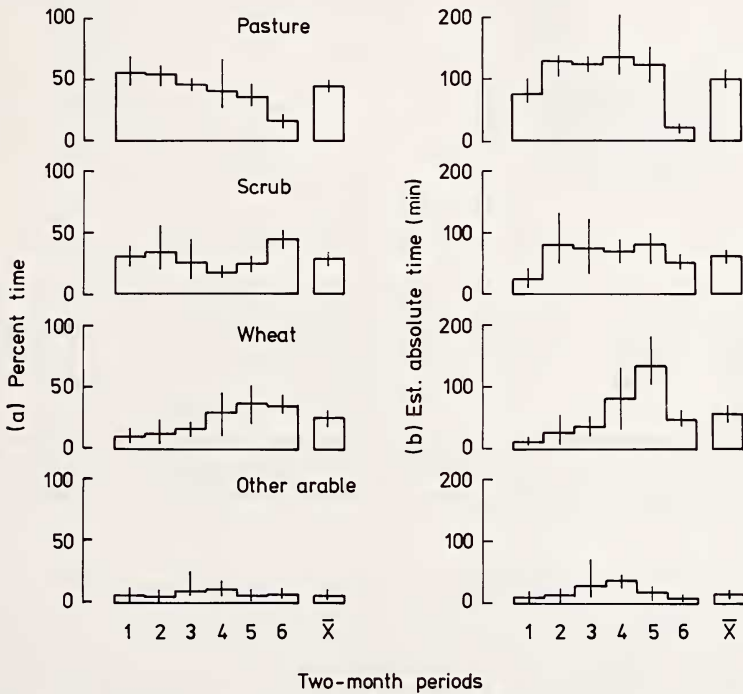 Pasture
100
50
0
200
100
0
Scrub
100
50
0
200
100
0
Wheat
100
50
0
200
100
0
Other arable
100
50
0
200
100
0
(a) Percent time
(b) Est. absolute time (min)
1 2 3 4 5 6 X̄
1 2 3 4 5 6 X̄
Two-month periods